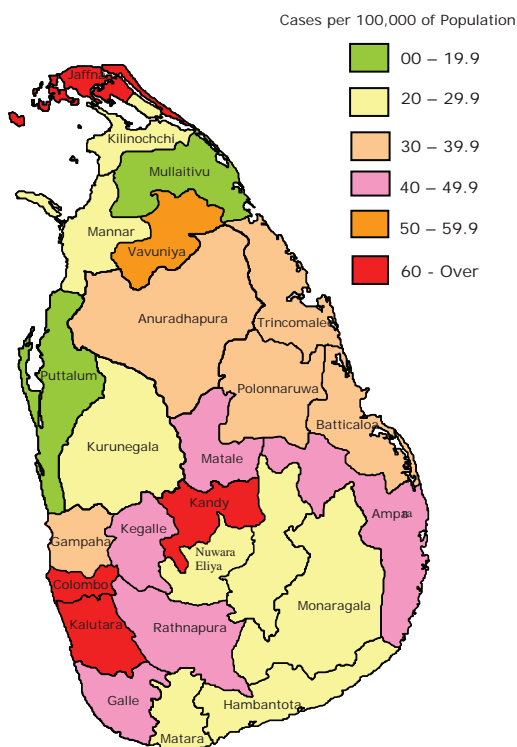 Cases per 100,000 of Population
00 – 19.9
20 – 29.9
30 – 39.9
40 – 49.9
50 – 59.9
60 - Over
Jaffna
Kilinochchi
Mullaitivu
Mannar
Vavuniya
Anuradhapura
Trincomalee
Puttalum
Polonnaruwa
Batticaloa
Kurunegala
Matale
Kandy
Ampara
Kegalle
Gampaha
Nuwara
Eliya
Colombo
Monaragala
Kalutara
Rathnapura
Galle
Hambantota
Matara